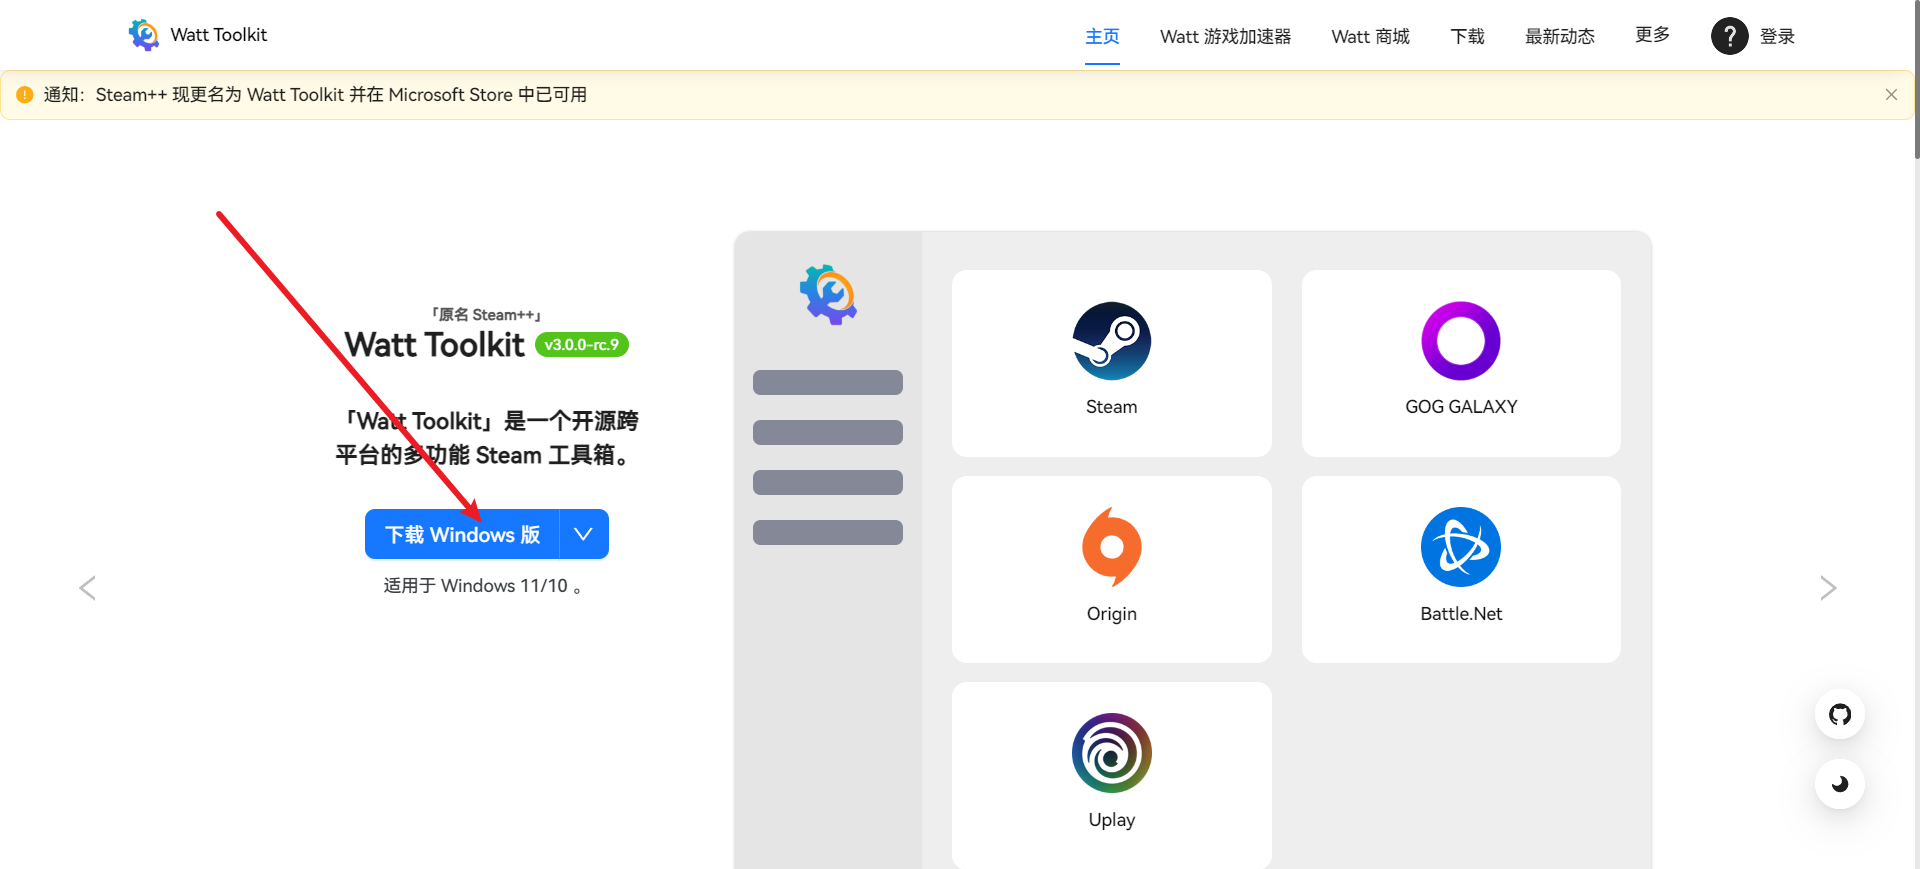 Watt Toolkit
主页
Watt 游戏加速器
Watt 商城
下载
最新动态
更多
?
登录
通知：Steam++ 现更名为 Watt Toolkit 并在 Microsoft Store 中已可用
「原名 Steam++」
Watt Toolkit v3.0.0-rc.9
「Watt Toolkit」是一个开源跨
平台的多功能 Steam 工具箱。
下载 Windows 版
适用于 Windows 11/10 。
Steam
GOG GALAXY
Origin
Battle.Net
Uplay